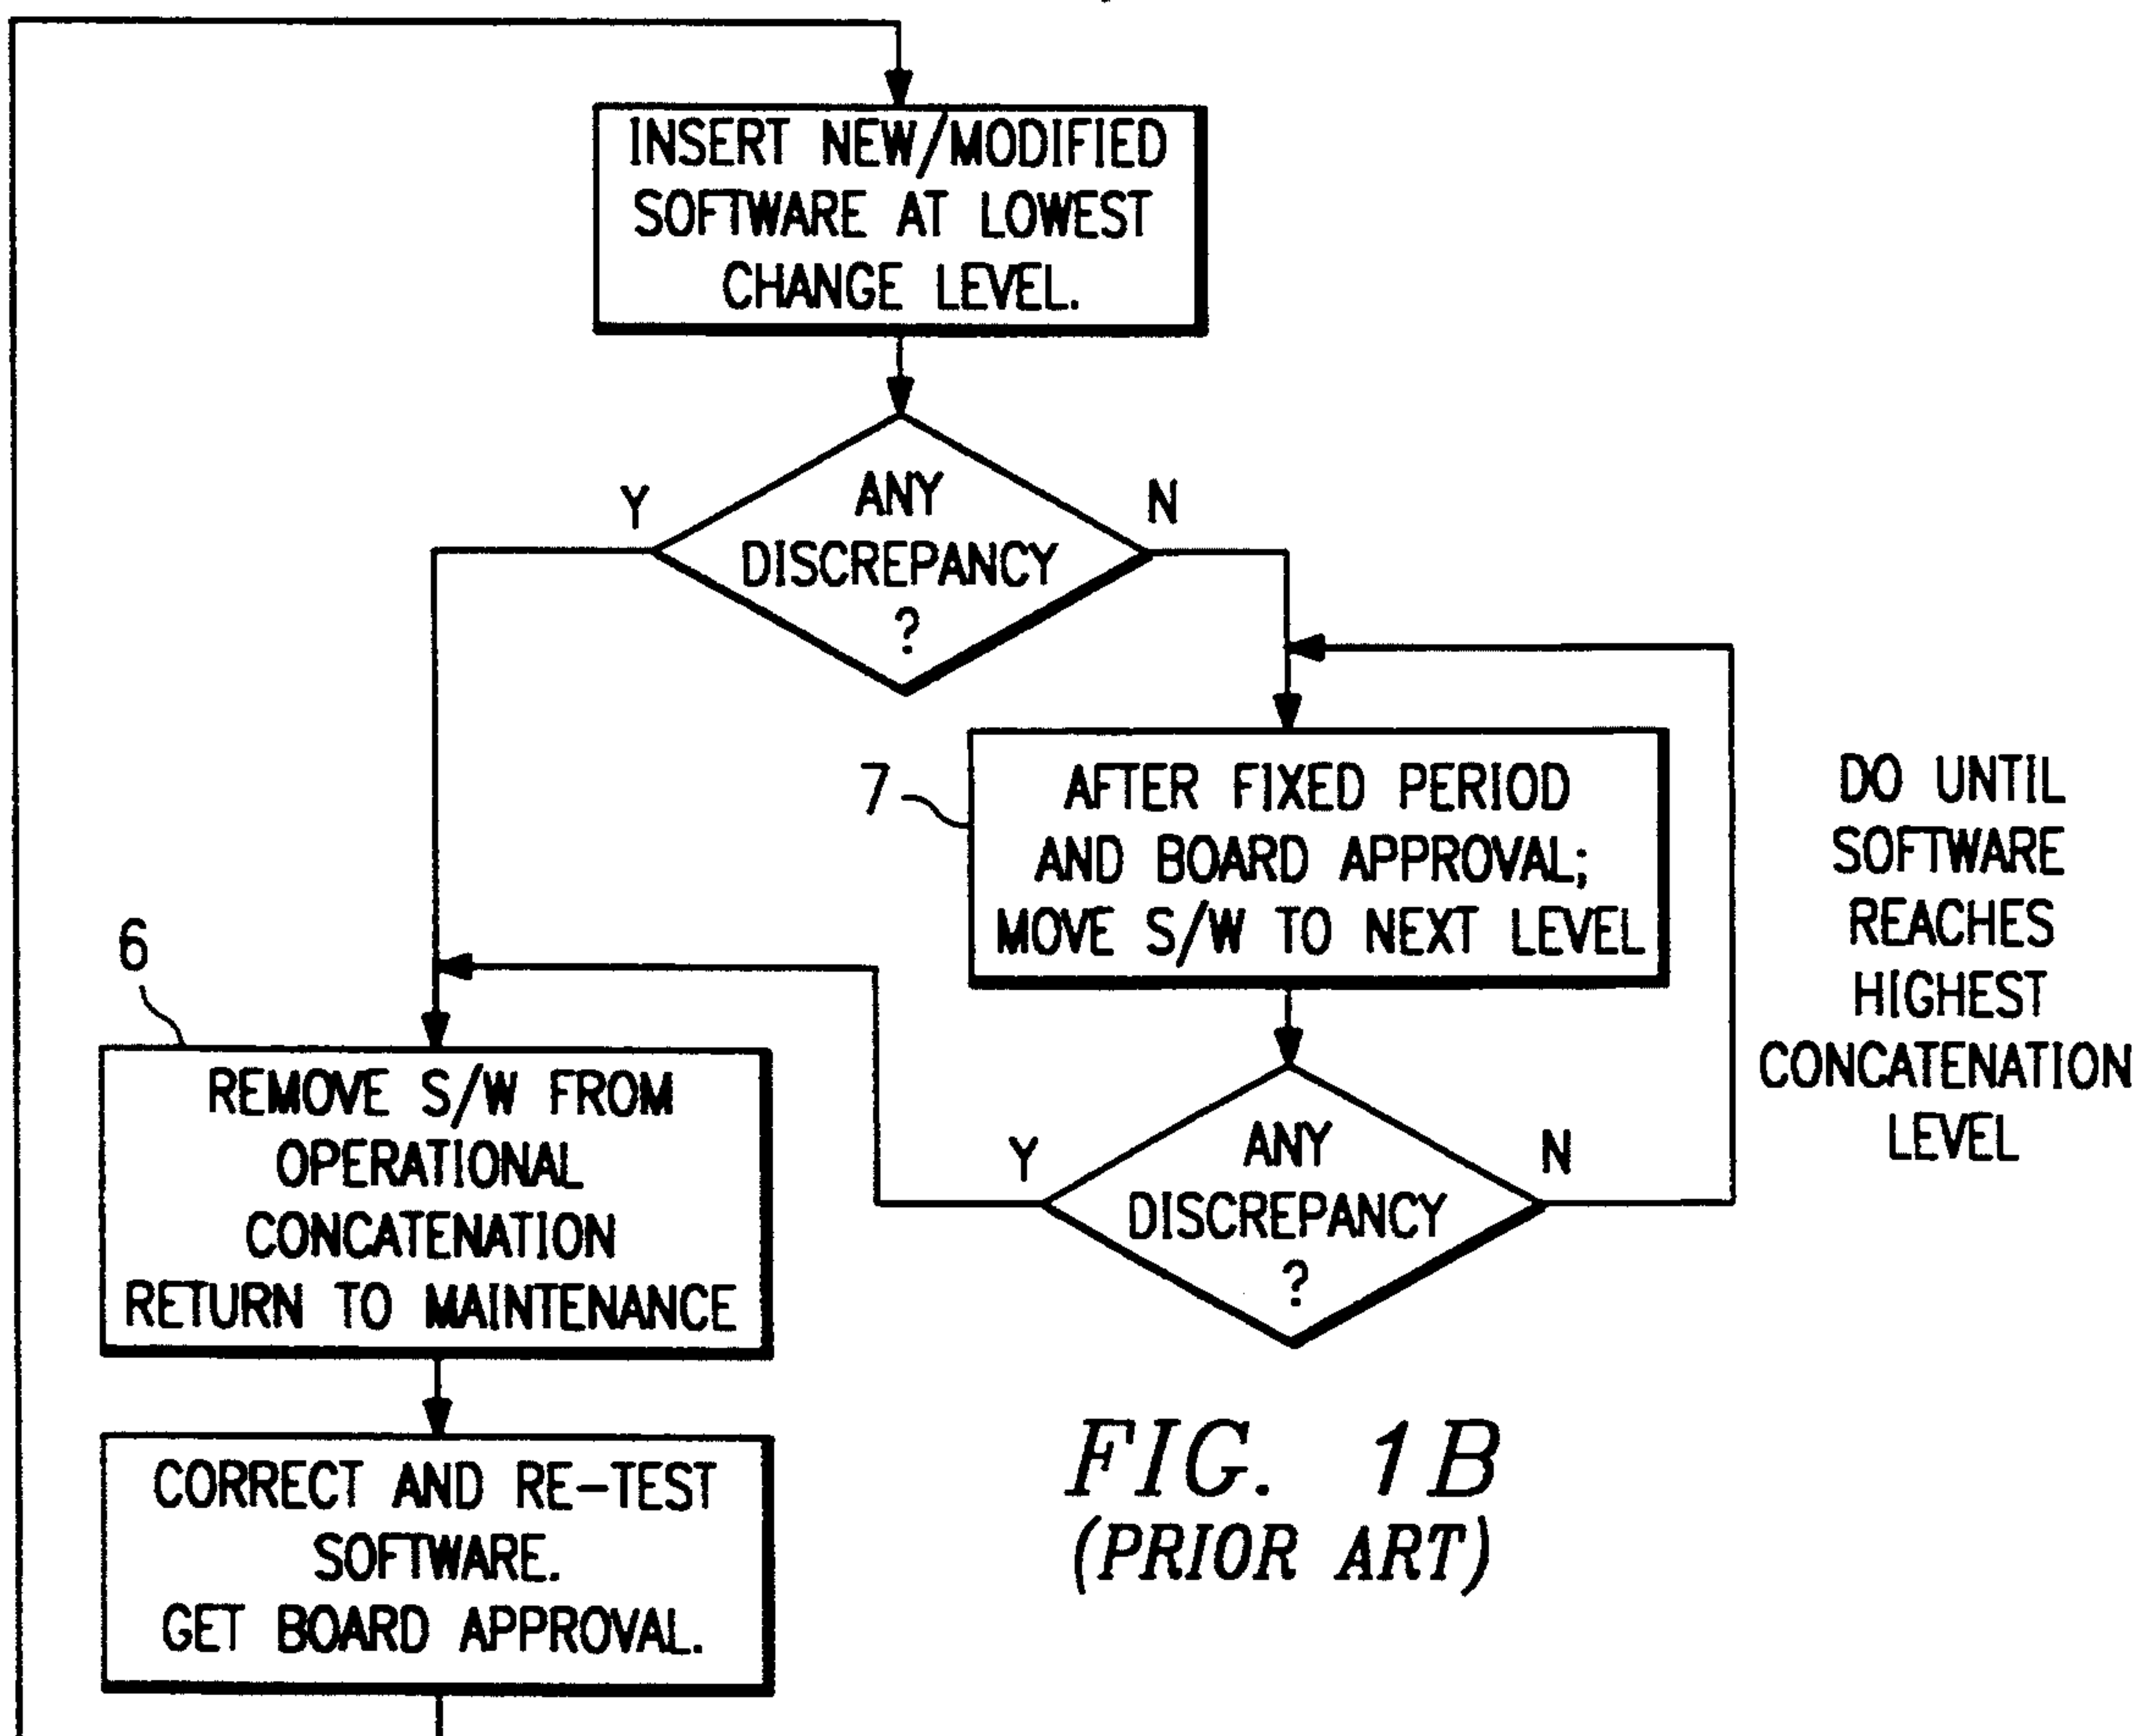 INSERT NEW/MODIFIED
SOFTWARE AT LOWEST
CHANGE LEVEL.
Y
ANY
DISCREPANCY
?
N
7
AFTER FIXED PERIOD
AND BOARD APPROVAL;
MOVE S/W TO NEXT LEVEL
DO UNTIL
SOFTWARE
REACHES
HIGHEST
CONCATENATION
LEVEL
6
REMOVE S/W FROM
OPERATIONAL
CONCATENATION
RETURN TO MAINTENANCE
Y
ANY
DISCREPANCY
?
N
CORRECT AND RE-TEST
SOFTWARE.
GET BOARD APPROVAL.
FIG. 1B
(PRIOR ART)